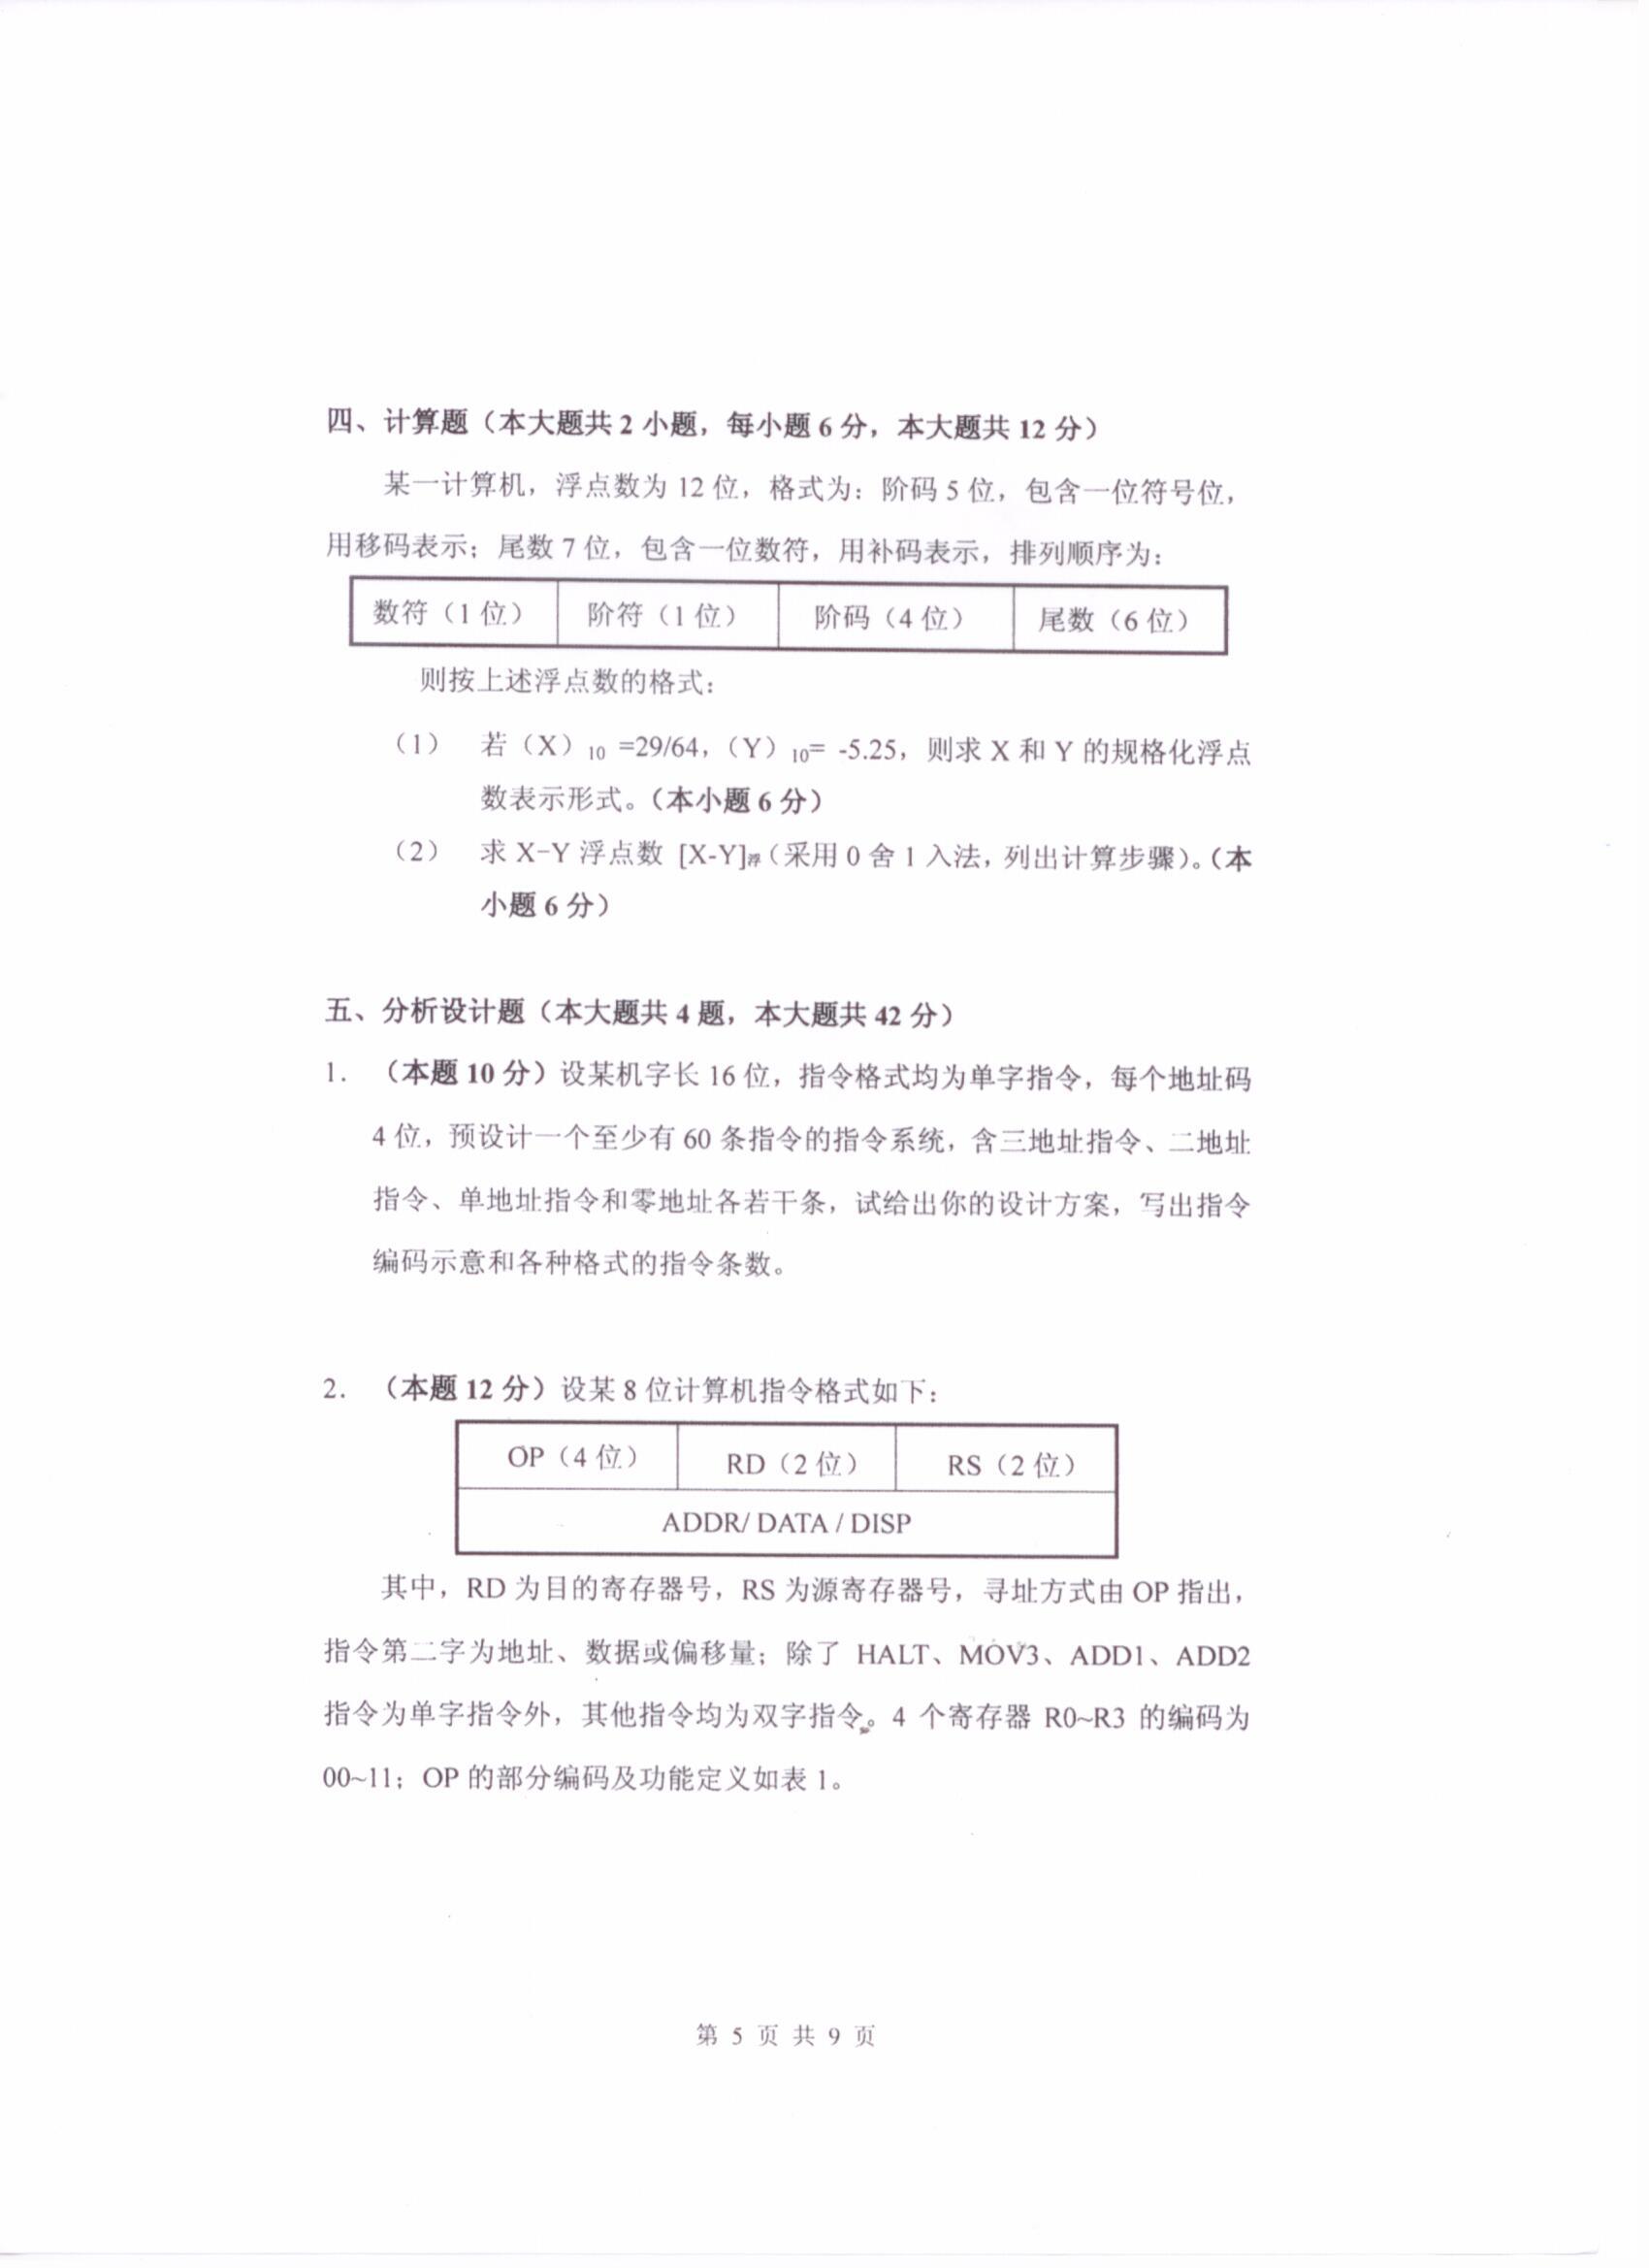 四、计算题（本大题共 2 小题，每小题 6 分，本大题共 12 分）
某一计算机，浮点数为 12 位，格式为：阶码 5 位，包含一位符号位，
用移码表示；尾数 7 位，包含一位数符，用补码表示，排列顺序为：
数符（1 位） 阶符（1 位） 阶码（4 位） 尾数（6 位）
则按上述浮点数的格式：
（1） 若（X）10 =29/64，（Y）10= -5.25，则求 X 和 Y 的规格化浮点
数表示形式。（本小题 6 分）
（2） 求 X-Y 浮点数 [X-Y]浮（采用 0 舍 1 入法，列出计算步骤）。（本
小题 6 分）
五、分析设计题（本大题共 4 题，本大题共 42 分）
1. （本题 10 分）设某机字长 16 位，指令格式均为单字指令，每个地址码
4 位，预设计一个至少有 60 条指令的指令系统，含三地址指令、二地址
指令、单地址指令和零地址各若干条，试给出你的设计方案，写出指令
编码示意和各种格式的指令条数。
2. （本题 12 分）设某 8 位计算机指令格式如下：
OP（4 位） RD（2 位） RS（2 位）
ADDR/ DATA / DISP
其中，RD 为目的寄存器号，RS 为源寄存器号，寻址方式由 OP 指出，
指令第二字为地址、数据或偏移量；除了 HALT、MOV3、ADD1、ADD2
指令为单字指令外，其他指令均为双字指令。4 个寄存器 R0~R3 的编码为
00~11；OP 的部分编码及功能定义如表 1。
第 5 页 共 9 页